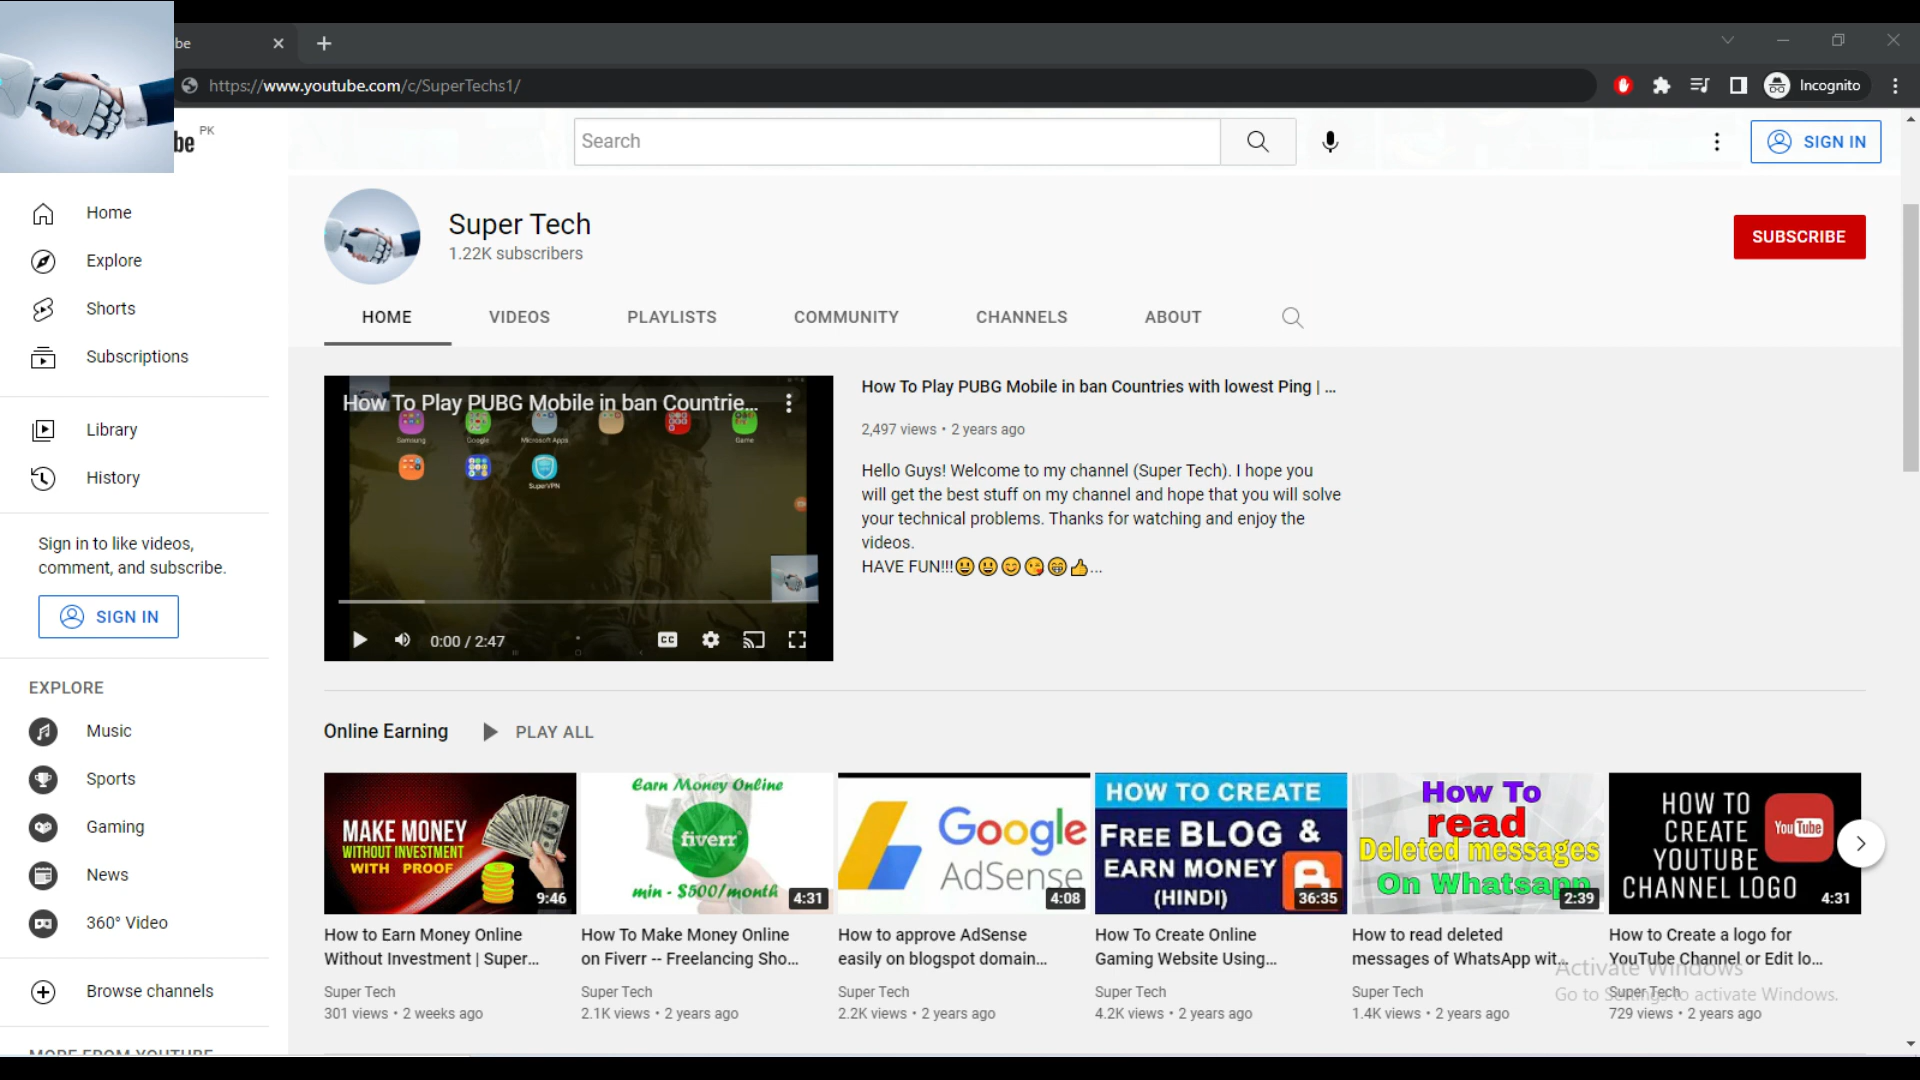 be
https://www.youtube.com/c/SuperTechs1/
Incognito
be PK
Search
SIGN IN
Home
Explore
Shorts
Subscriptions
Library
History
Sign in to like videos,
comment, and subscribe.
SIGN IN
EXPLORE
Music
Sports
Gaming
News
360° Video
Browse channels
MORE FROM YOUTUBE
Super Tech
1.22K subscribers
SUBSCRIBE
HOME VIDEOS PLAYLISTS COMMUNITY CHANNELS ABOUT
How To Play PUBG Mobile in ban Countrie...
Samsung Google Microsoft Apps Game
SuperVPN
0:00 / 2:47
CC
How To Play PUBG Mobile in ban Countries with lowest Ping | ...
2,497 views • 2 years ago
Hello Guys! Welcome to my channel (Super Tech). I hope you
will get the best stuff on my channel and hope that you will solve
your technical problems. Thanks for watching and enjoy the
videos.
HAVE FUN!!!😃😃😊😘😁👍...
Online Earning PLAY ALL
MAKE MONEY
WITHOUT INVESTMENT
WITH PROOF
9:46
How to Earn Money Online
Without Investment | Super...
Super Tech
301 views • 2 weeks ago
Earn Money Online
fiverr
min - $500/month
4:31
How To Make Money Online
on Fiverr -- Freelancing Sho...
Super Tech
2.1K views • 2 years ago
Google
AdSense
4:08
How to approve AdSense
easily on blogspot domain...
Super Tech
2.2K views • 2 years ago
HOW TO CREATE
FREE BLOG &
EARN MONEY
(HINDI)
36:35
How To Create Online
Gaming Website Using...
Super Tech
4.2K views • 2 years ago
How To
read
Deleted messages
On Whatsapp
2:39
How to read deleted
messages of WhatsApp wit...
Super Tech
1.4K views • 2 years ago
HOW TO
CREATE
YOUTUBE
CHANNEL LOGO
YouTube
4:31
How to Create a logo for
YouTube Channel or Edit lo...
Super Tech
729 views • 2 years ago
Activate Windows
Go to Settings to activate Windows.